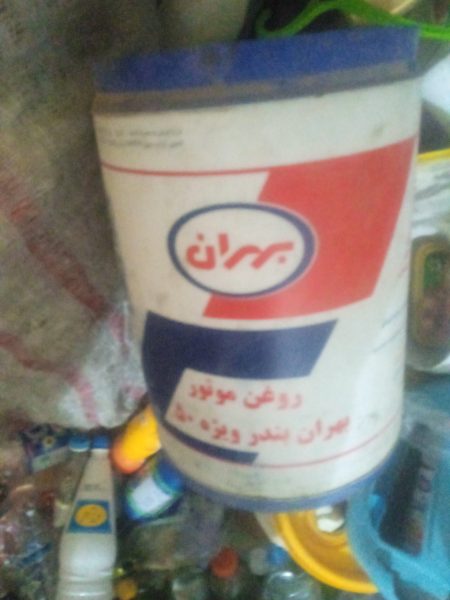 بهران
روغن موتور
بهران بندر ویژه ۵۰